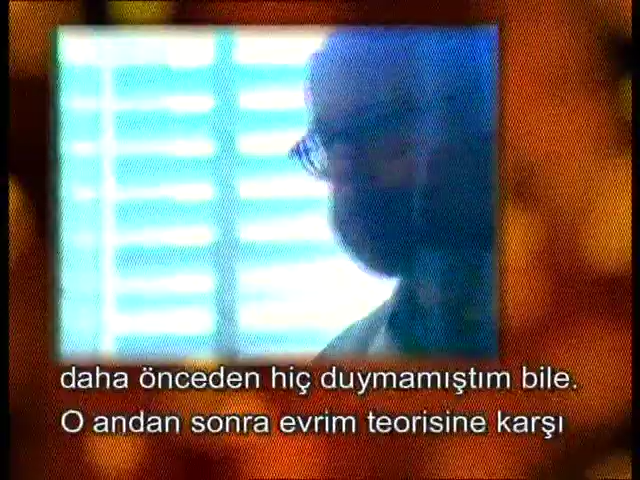 daha önceden hiç duymamıştım bile.
O andan sonra evrim teorisine karşı